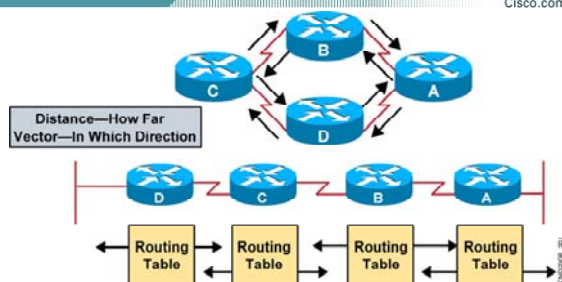 Cisco.com
B
C
A
D
Distance—How Far
Vector—In Which Direction
D
C
B
A
Routing
Table
Routing
Table
Routing
Table
Routing
Table